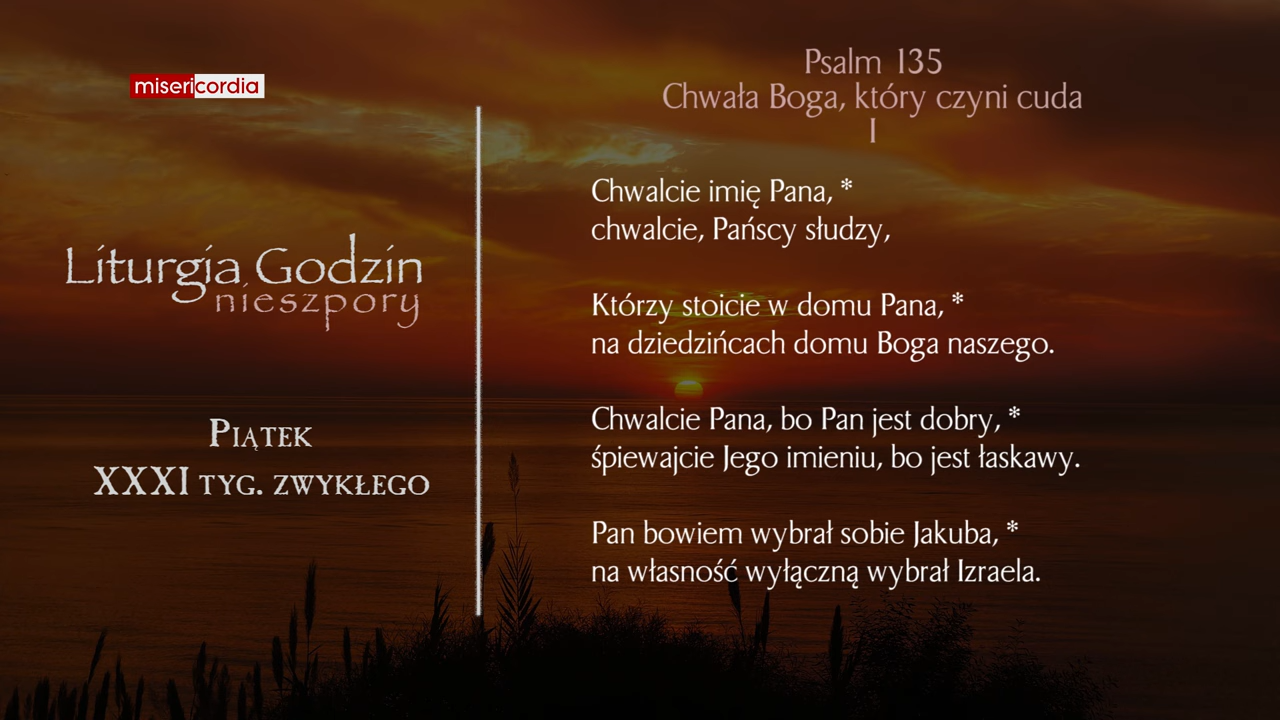 misericordia
Liturgia Godzin
nieszpory
Piątek
XXXI tyg. zwykłego
Psalm 135
Chwała Boga, który czyni cuda
I
Chwalcie imię Pana, *
chwalcie, Pańscy słudzy,
Którzy stoicie w domu Pana, *
na dziedzińcach domu Boga naszego.
Chwalcie Pana, bo Pan jest dobry, *
śpiewajcie Jego imieniu, bo jest łaskawy.
Pan bowiem wybrał sobie Jakuba, *
na własność wyłączną wybrał Izraela.